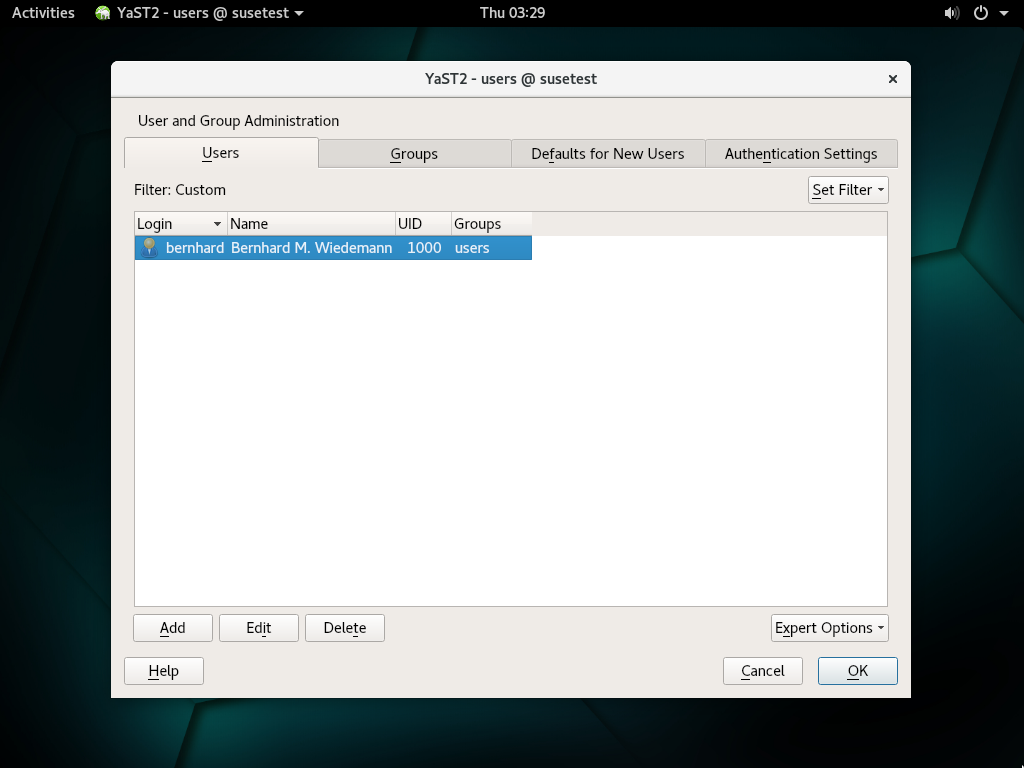 Activities YaST2 - users @ susetest Thu 03:29
YaST2 - users @ susetest
User and Group Administration
Users Groups Defaults for New Users Authentication Settings
Filter: Custom Set Filter
Login Name UID Groups
bernhard Bernhard M. Wiedemann 1000 users
Add Edit Delete Expert Options
Help Cancel OK